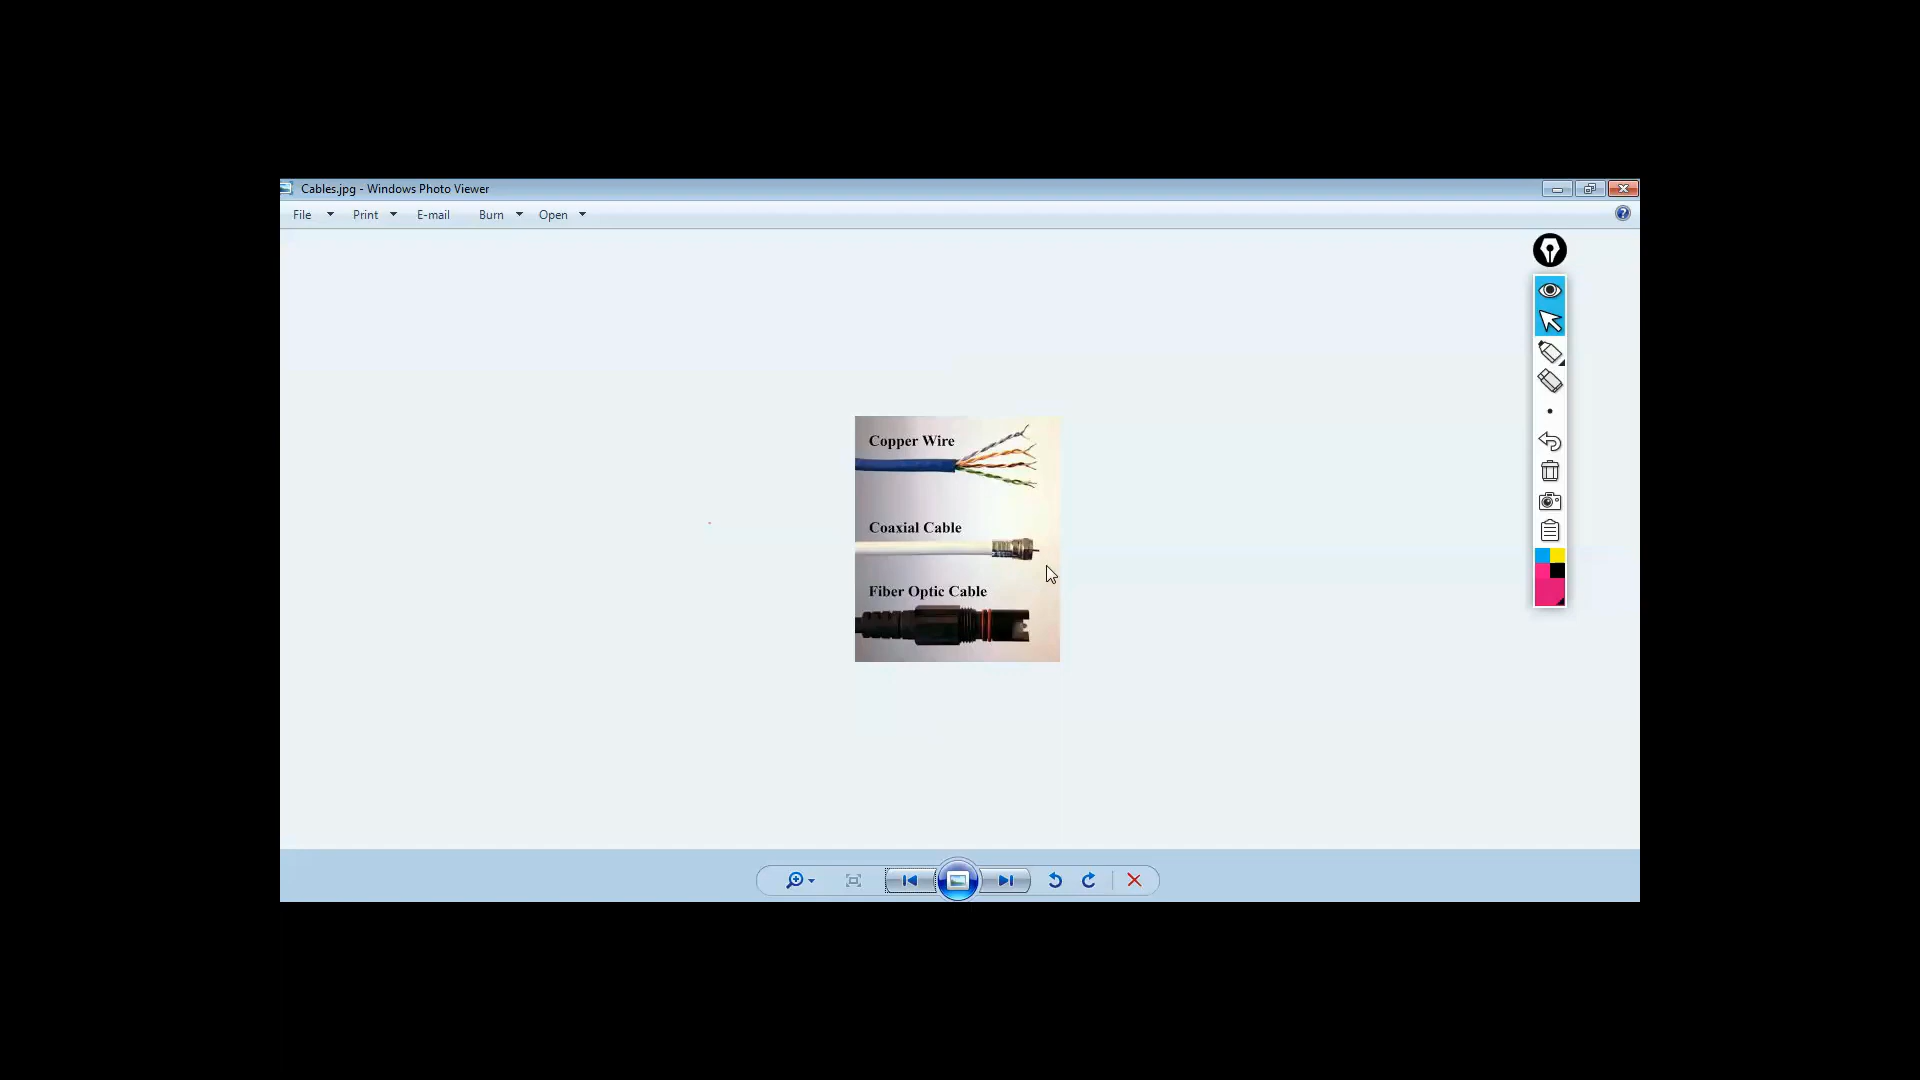 Cables.jpg - Windows Photo Viewer
File Print E-mail Burn Open
Copper Wire
Coaxial Cable
Fiber Optic Cable